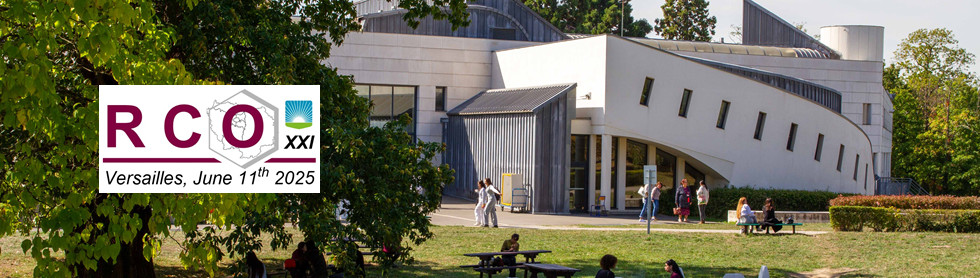 RCO
XXI
Versailles, June 11th 2025